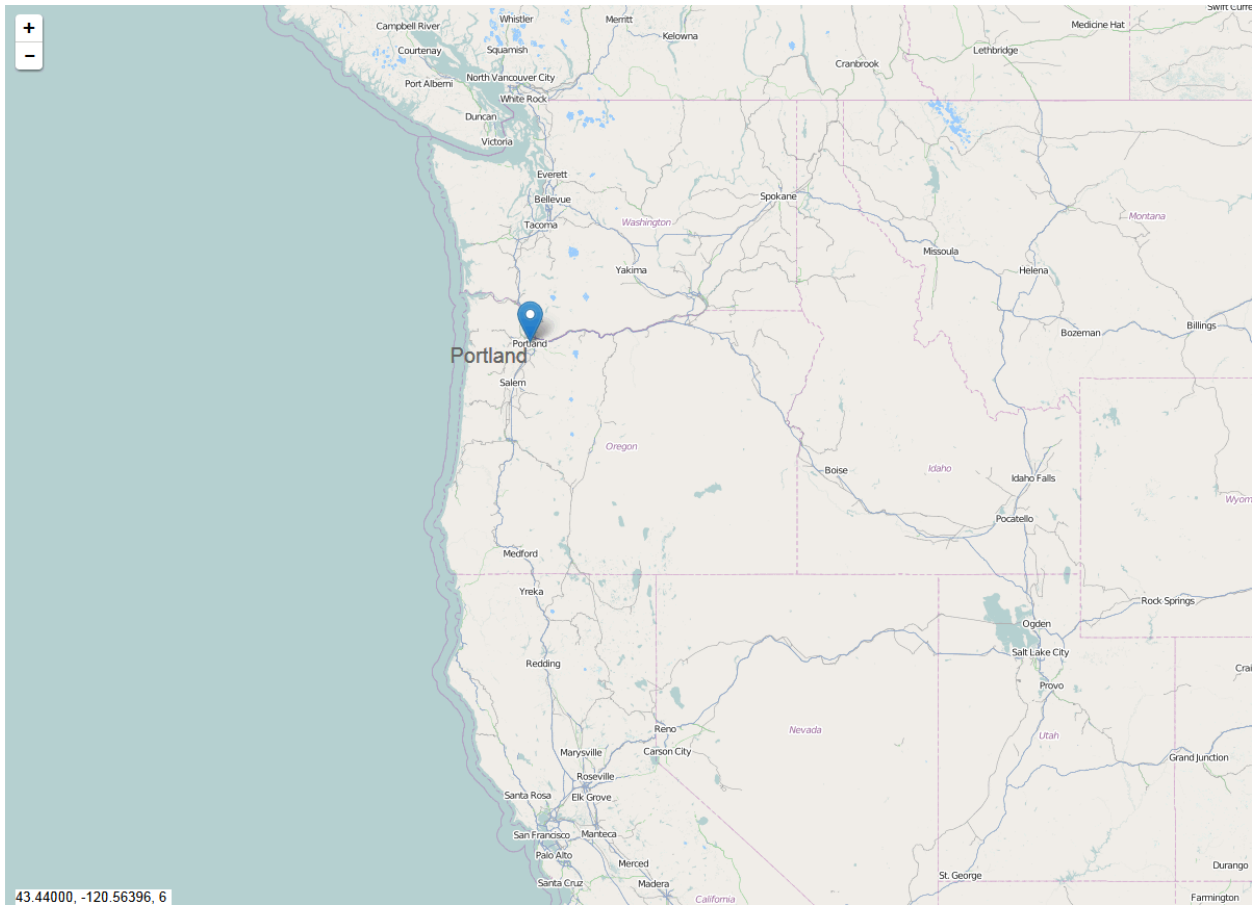 +
−
Campbell River
Whistler
Merritt
Medicine Hat
Courtenay
Squamish
Kelowna
Lethbridge
Cranbrook
North Vancouver City
Port Alberni
White Rock
Duncan
Victoria
Everett
Bellevue
Spokane
Tacoma
Washington
Montana
Missoula
Yakima
Helena
Bozeman
Billings
Portland
Portland
Salem
Oregon
Boise
Idaho
Idaho Falls
Pocatello
Medford
Yreka
Rock Springs
Ogden
Redding
Salt Lake City
Provo
Reno
Nevada
Utah
Marysville
Carson City
Grand Junction
Roseville
Santa Rosa
Elk Grove
San Francisco
Manteca
Palo Alto
Merced
Durango
Santa Cruz
Madera
St. George
43.44000, -120.56396, 6
California
Farmington